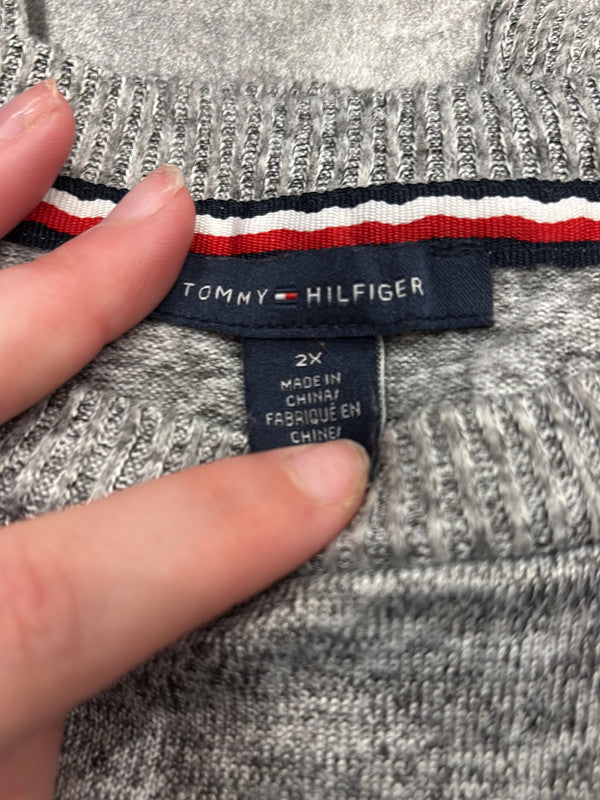 TOMMY HILFIGER
2X
MADE IN
CHINA/
FABRIQUÉ EN
CHINE/